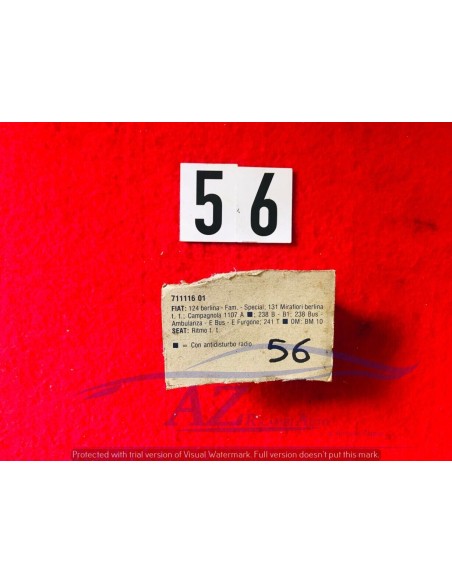 5 6
711116 01
FIAT: 124 berlina - Fam. - Special; 131 Mirafiori berlina
t. t.; Campagnola 1107 A ■; 238 B - B1; 238 Bus -
Ambulanza - E Bus - E Furgone; 241 T ■ OM: BM 10
SEAT: Ritmo t. t.
■ = Con antidisturbo radio.
56
AZ
Protected with trial version of Visual Watermark. Full version doesn't put this mark.